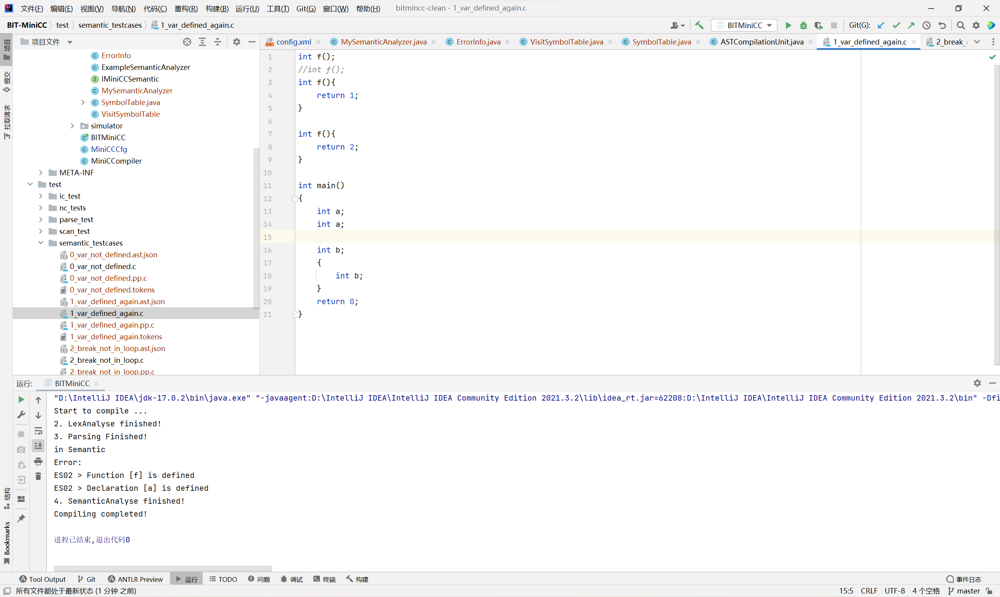 文件(F) 编辑(E) 视图(V) 导航(N) 代码(C) 重构(R) 构建(B) 运行(U) 工具(T) Git(G) 窗口(W) 帮助(H) bitmincc-clean - 1_var_defined_again.c
BIT-MiniCC test semantic_testcases 1_var_defined_again.c BITMiniCC Git(G):
项目文件
config.xml MySemanticAnalyzer.java ErrorInfo.java VisitSymbolTable.java SymbolTable.java ASTCompilationUnit.java 1_var_defined_again.c 2_break_
项目
提交
拉取请求
ErrorInfo
ExampleSemanticAnalyzer
IMiniCCSemantic
MySemanticAnalyzer
SymbolTable.java
VisitSymbolTable
simulator
BITMiniCC
MiniCCCfg
MiniCCompiler
META-INF
test
ic_test
nc_tests
parse_test
scan_test
semantic_testcases
0_var_not_defined.ast.json
0_var_not_defined.c
0_var_not_defined.pp.c
0_var_not_defined.tokens
1_var_defined_again.ast.json
1_var_defined_again.c
1_var_defined_again.pp.c
1_var_defined_again.tokens
2_break_not_in_loop.ast.json
2_break_not_in_loop.c
2_break_not_in_loop.pp.c
1 int f();
2 //int f();
3 int f(){
4 return 1;
5 }
6
7 int f(){
8 return 2;
9 }
10
11 int main()
12 {
13 int a;
14 int a;
15
16 int b;
17 {
18 int b;
19 }
20 return 0;
21 }
运行: BITMiniCC
"D:\IntelliJ IDEA\jdk-17.0.2\bin\java.exe" "-javaagent:D:\IntelliJ IDEA\IntelliJ IDEA Community Edition 2021.3.2\lib\idea_rt.jar=62208:D:\IntelliJ IDEA\IntelliJ IDEA Community Edition 2021.3.2\bin" -Dfi
Start to compile ...
2. LexAnalyse finished!
3. Parsing Finished!
in Semantic
Error:
ES02 > Function [f] is defined
ES02 > Declaration [a] is defined
4. SemanticAnalyse finished!
Compiling completed!
进程已结束,退出代码0
结构
Bookmarks
Tool Output Git ANTLR Preview 运行 TODO 问题 调试 终端 构建 事件日志
所有文件都处于最新状态 (1 分钟 之前) 15:5 CRLF UTF-8 4 个空格 master